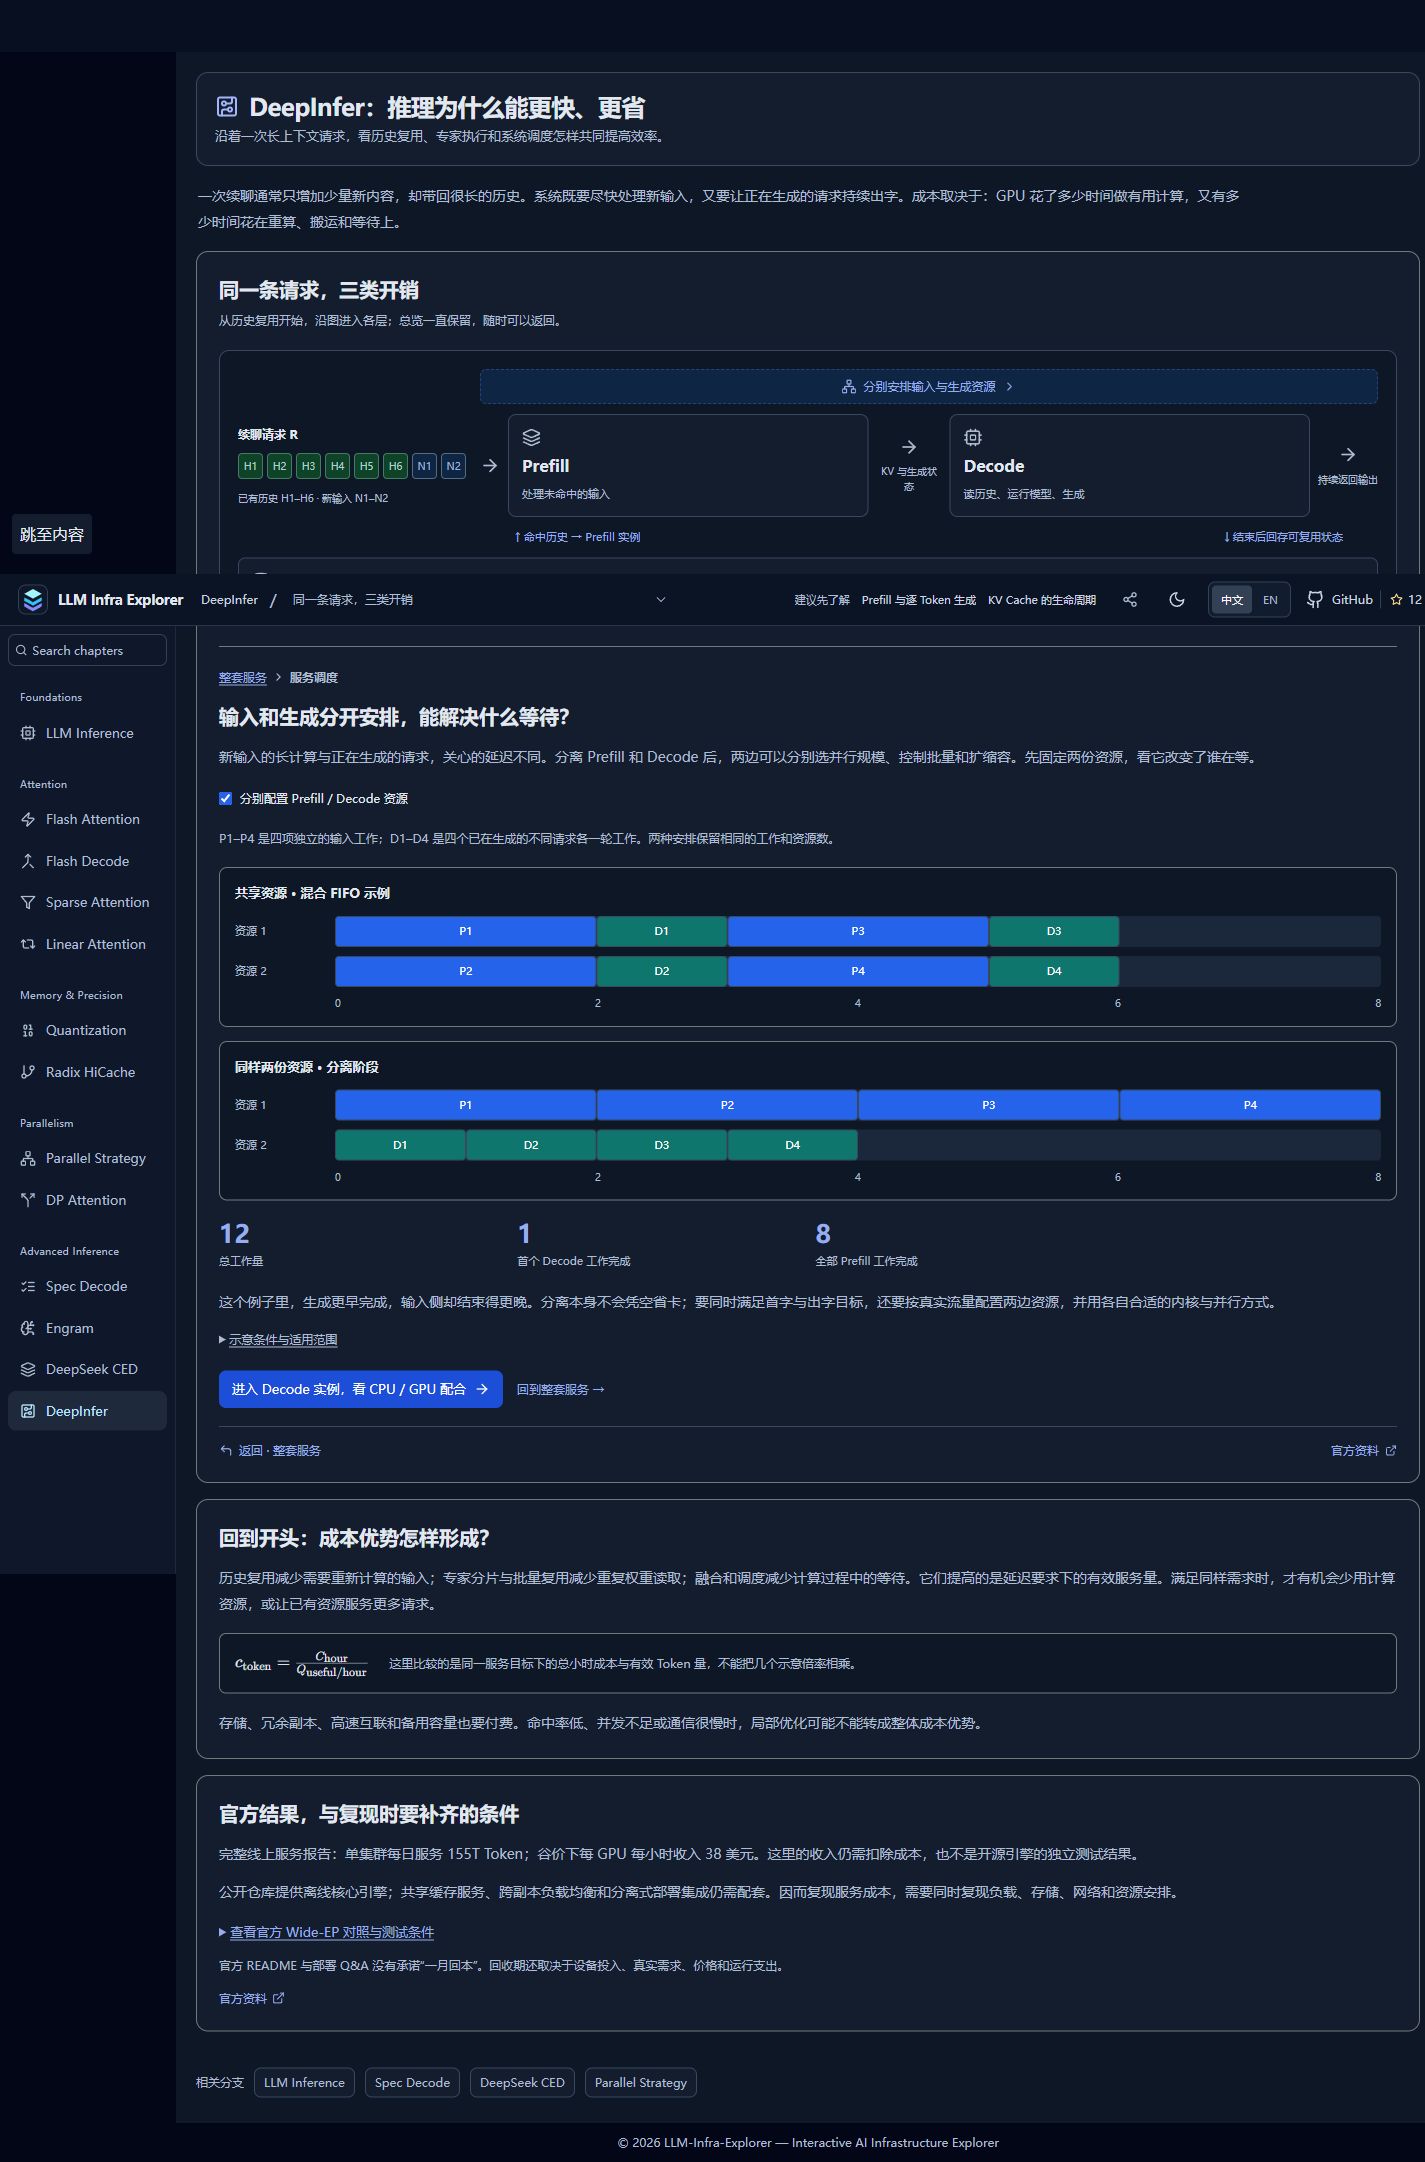 DeepInfer：推理为什么能更快、更省
沿着一次长上下文请求，看历史复用、专家执行和系统调度怎样共同提高效率。
一次续聊通常只增加少量新内容，却带回很长的历史。系统既要尽快处理新输入，又要让正在生成的请求持续出字。成本取决于：GPU 花了多少时间做有用计算，又有多
少时间花在重算、搬运和等待上。
同一条请求，三类开销
从历史复用开始，沿图进入各层；总览一直保留，随时可以返回。
分别安排输入与生成资源
续聊请求 R
H1 H2 H3 H4 H5 H6 N1 N2
已有历史 H1–H6 · 新输入 N1–N2
Prefill
处理未命中的输入
KV 与生成状
态
Decode
读历史、运行模型、生成
持续返回输出
↑ 命中历史 → Prefill 实例
↓ 结束后回存可复用状态
跳至内容
LLM Infra Explorer
DeepInfer / 同一条请求，三类开销
建议先了解 Prefill 与逐 Token 生成 KV Cache 的生命周期
中文 EN
GitHub
12
Search chapters
Foundations
LLM Inference
Attention
Flash Attention
Flash Decode
Sparse Attention
Linear Attention
Memory & Precision
Quantization
Radix HiCache
Parallelism
Parallel Strategy
DP Attention
Advanced Inference
Spec Decode
Engram
DeepSeek CED
DeepInfer
整套服务 > 服务调度
输入和生成分开安排，能解决什么等待？
新输入的长计算与正在生成的请求，关心的延迟不同。分离 Prefill 和 Decode 后，两边可以分别选并行规模、控制批量和扩缩容。先固定两份资源，看它改变了谁在等。
分别配置 Prefill / Decode 资源
P1–P4 是四项独立的输入工作；D1–D4 是四个已在生成的不同请求各一轮工作。两种安排保留相同的工作和资源数。
共享资源 • 混合 FIFO 示例
资源 1 P1 D1 P3 D3
资源 2 P2 D2 P4 D4
0 2 4 6 8
同样两份资源 • 分离阶段
资源 1 P1 P2 P3 P4
资源 2 D1 D2 D3 D4
0 2 4 6 8
12
总工作量
1
首个 Decode 工作完成
8
全部 Prefill 工作完成
这个例子里，生成更早完成，输入侧却结束得更晚。分离本身不会凭空省卡；要同时满足首字与出字目标，还要按真实流量配置两边资源，并用各自合适的内核与并行方式。
示意条件与适用范围
进入 Decode 实例，看 CPU / GPU 配合 →
回到整套服务 →
返回 · 整套服务
官方资料
回到开头：成本优势怎样形成？
历史复用减少需要重新计算的输入；专家分片与批量复用减少重复权重读取；融合和调度减少计算过程中的等待。它们提高的是延迟要求下的有效服务量。满足同样需求时，才有机会少用计算
资源，或让已有资源服务更多请求。
c_token = C_hour / Q_useful/hour 这里比较的是同一服务目标下的总小时成本与有效 Token 量，不能把几个示意倍率相乘。
存储、冗余副本、高速互联和备用容量也要付费。命中率低、并发不足或通信很慢时，局部优化可能不能转成整体成本优势。
官方结果，与复现时要补齐的条件
完整线上服务报告：单集群每日服务 155T Token；谷价下每 GPU 每小时收入 38 美元。这里的收入仍需扣除成本，也不是开源引擎的独立测试结果。
公开仓库提供离线核心引擎；共享缓存服务、跨副本负载均衡和分离式部署集成仍需配套。因而复现服务成本，需要同时复现负载、存储、网络和资源安排。
查看官方 Wide-EP 对照与测试条件
官方 README 与部署 Q&A 没有承诺“一月回本”。回收期还取决于设备投入、真实需求、价格和运行支出。
官方资料
相关分支 LLM Inference Spec Decode DeepSeek CED Parallel Strategy
© 2026 LLM-Infra-Explorer — Interactive AI Infrastructure Explorer